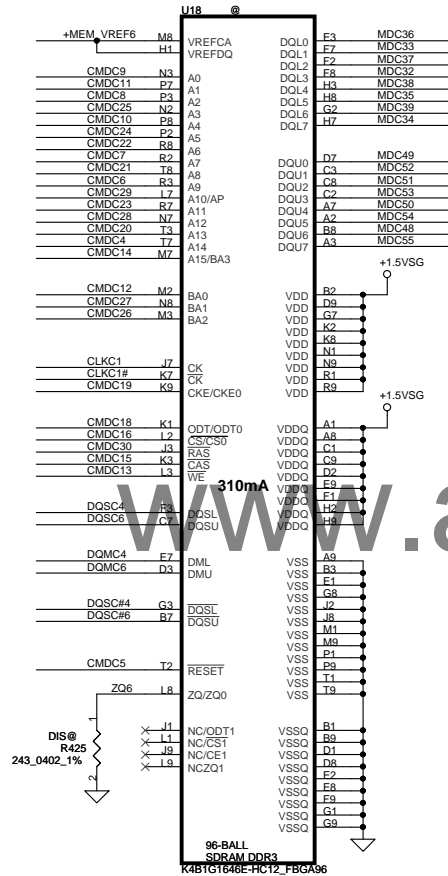 U18 @
+MEM_VREF6 M8 VREFCA
H1 VREFDQ
CMDC9 N3 A0
CMDC11 P7 A1
CMDC8 P3 A2
CMDC25 N2 A3
CMDC10 P8 A4
CMDC24 P2 A5
CMDC22 R8 A6
CMDC7 R2 A7
CMDC21 T8 A8
CMDC6 R3 A9
CMDC29 L7 A10/AP
CMDC23 R7 A11
CMDC28 N7 A12
CMDC20 T3 A13
CMDC4 T7 A14
CMDC14 M7 A15/BA3
CMDC12 M2 BA0
CMDC27 N8 BA1
CMDC26 M3 BA2
CLKC1 J7 CK
CLKC1# K7 CK
CMDC19 K9 CKE/CKE0
CMDC18 K1 ODT/ODT0
CMDC16 L2 CS/CS0
CMDC30 J3 RAS
CMDC15 K3 CAS
CMDC13 L3 WE
310mA
DQSC4 F3 DQSL
DQSC6 C7 DQSU
DQMC4 E7 DML
DQMC6 D3 DMU
DQSC#4 G3 DQSL
DQSC#6 B7 DQSU
CMDC5 T2 RESET
ZQ6 L8 ZQ/ZQ0
1
DIS@
R425
243_0402_1%
2
J1 NC/ODT1
L1 NC/CS1
J9 NC/CE1
L9 NCZQ1
DQL0 E3 MDC36
DQL1 F7 MDC33
DQL2 F2 MDC37
DQL3 F8 MDC32
DQL4 H3 MDC38
DQL5 H8 MDC35
DQL6 G2 MDC39
DQL7 H7 MDC34
DQU0 D7 MDC49
DQU1 C3 MDC52
DQU2 C8 MDC51
DQU3 C2 MDC53
DQU4 A7 MDC50
DQU5 A2 MDC54
DQU6 B8 MDC48
DQU7 A3 MDC55
+1.5VSG
VDD B2
VDD D9
VDD G7
VDD K2
VDD K8
VDD N1
VDD N9
VDD R1
VDD R9
+1.5VSG
VDDQ A1
VDDQ A8
VDDQ C1
VDDQ C9
VDDQ D2
VDDQ E9
VDDQ F1
VDDQ H2
VDDQ H9
www.a
VSS A9
VSS B3
VSS E1
VSS G8
VSS J2
VSS J8
VSS M1
VSS M9
VSS P1
VSS P9
VSS T1
VSS T9
VSSQ B1
VSSQ B9
VSSQ D1
VSSQ D8
VSSQ E2
VSSQ E8
VSSQ F9
VSSQ G1
VSSQ G9
96-BALL
SDRAM DDR3
K4B1G1646E-HC12_FBGA96